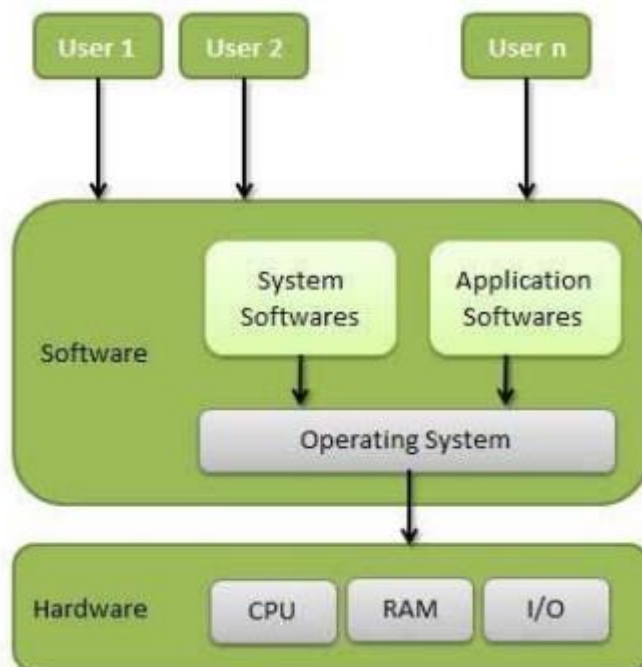 User 1
User 2
User n
System
Softwares
Application
Softwares
Software
Operating System
Hardware
CPU
RAM
I/O